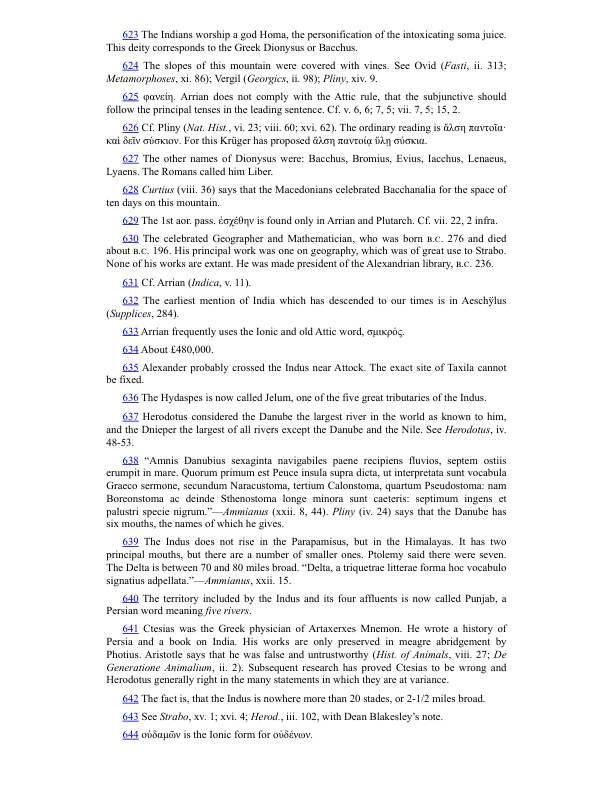 623 The Indians worship a god Homa, the personification of the intoxicating soma juice.
This deity corresponds to the Greek Dionysus or Bacchus.
624 The slopes of this mountain were covered with vines. See Ovid (Fasti, ii. 313;
Metamorphoses, xi. 86); Vergil (Georgics, ii. 98); Pliny, xiv. 9.
625 φανείη. Arrian does not comply with the Attic rule, that the subjunctive should
follow the principal tenses in the leading sentence. Cf. v. 6, 6; 7, 5; vii. 7, 5; 15, 2.
626 Cf. Pliny (Nat. Hist., vi. 23; viii. 60; xvi. 62). The ordinary reading is ἄλση παντοῖα·
καὶ δεῖν σύσκιον. For this Krüger has proposed ἄλση παντοίᾳ ὕλῃ σύσκια.
627 The other names of Dionysus were: Bacchus, Bromius, Evius, Iacchus, Lenaeus,
Lyaens. The Romans called him Liber.
628 Curtius (viii. 36) says that the Macedonians celebrated Bacchanalia for the space of
ten days on this mountain.
629 The 1st aor. pass. ἐσχέθην is found only in Arrian and Plutarch. Cf. vii. 22, 2 infra.
630 The celebrated Geographer and Mathematician, who was born B.C. 276 and died
about B.C. 196. His principal work was one on geography, which was of great use to Strabo.
None of his works are extant. He was made president of the Alexandrian library, B.C. 236.
631 Cf. Arrian (Indica, v. 11).
632 The earliest mention of India which has descended to our times is in Aeschўlus
(Supplices, 284).
633 Arrian frequently uses the Ionic and old Attic word, σμικρός.
634 About £480,000.
635 Alexander probably crossed the Indus near Attock. The exact site of Taxila cannot
be fixed.
636 The Hydaspes is now called Jelum, one of the five great tributaries of the Indus.
637 Herodotus considered the Danube the largest river in the world as known to him,
and the Dnieper the largest of all rivers except the Danube and the Nile. See Herodotus, iv.
48-53.
638 “Amnis Danubius sexaginta navigabiles paene recipiens fluvios, septem ostiis
erumpit in mare. Quorum primum est Peuce insula supra dicta, ut interpretata sunt vocabula
Graeco sermone, secundum Naracustoma, tertium Calonstoma, quartum Pseudostoma: nam
Boreonstoma ac deinde Sthenostoma longe minora sunt caeteris: septimum ingens et
palustri specie nigrum.”—Ammianus (xxii. 8, 44). Pliny (iv. 24) says that the Danube has
six mouths, the names of which he gives.
639 The Indus does not rise in the Parapamisus, but in the Himalayas. It has two
principal mouths, but there are a number of smaller ones. Ptolemy said there were seven.
The Delta is between 70 and 80 miles broad. “Delta, a triquetrae litterae forma hoc vocabulo
signatius adpellata.”—Ammianus, xxii. 15.
640 The territory included by the Indus and its four affluents is now called Punjab, a
Persian word meaning five rivers.
641 Ctesias was the Greek physician of Artaxerxes Mnemon. He wrote a history of
Persia and a book on India. His works are only preserved in meagre abridgement by
Photius. Aristotle says that he was false and untrustworthy (Hist. of Animals, viii. 27; De
Generatione Animalium, ii. 2). Subsequent research has proved Ctesias to be wrong and
Herodotus generally right in the many statements in which they are at variance.
642 The fact is, that the Indus is nowhere more than 20 stades, or 2-1/2 miles broad.
643 See Strabo, xv. 1; xvi. 4; Herod., iii. 102, with Dean Blakesley’s note.
644 οὐδαμῶν is the Ionic form for οὐδένων.